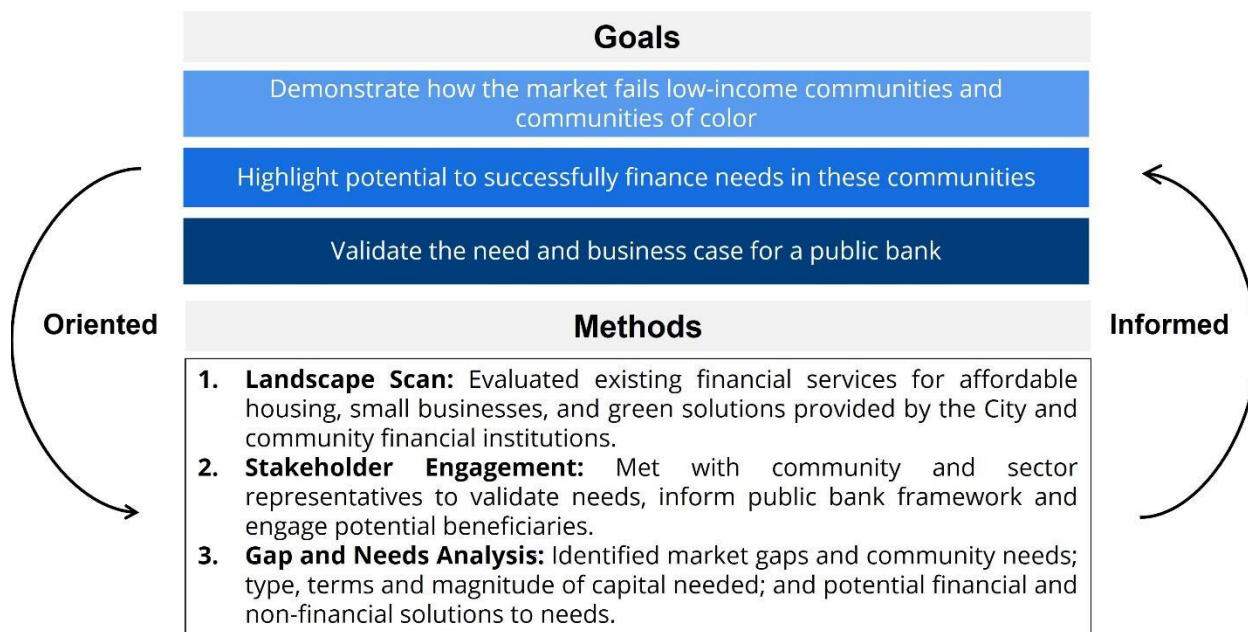 Goals
Demonstrate how the market fails low-income communities and
communities of color
Highlight potential to successfully finance needs in these communities
Validate the need and business case for a public bank
Oriented
Informed
Methods
1. Landscape Scan: Evaluated existing financial services for affordable
housing, small businesses, and green solutions provided by the City and
community financial institutions.
2. Stakeholder Engagement: Met with community and sector
representatives to validate needs, inform public bank framework and
engage potential beneficiaries.
3. Gap and Needs Analysis: Identified market gaps and community needs;
type, terms and magnitude of capital needed; and potential financial and
non-financial solutions to needs.